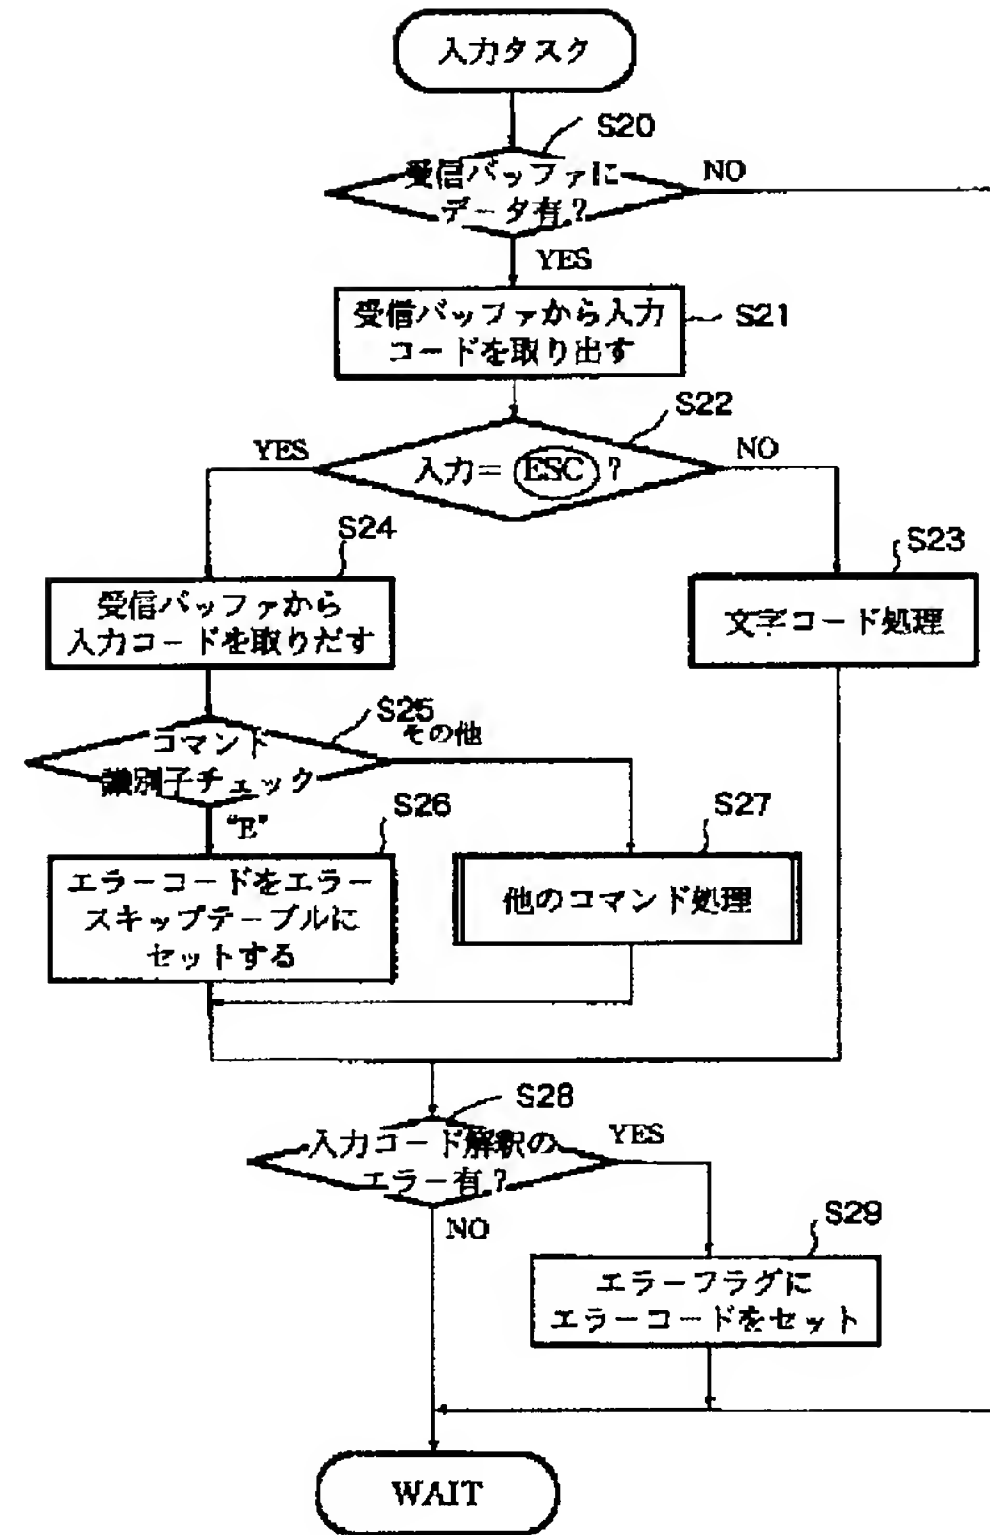 入力タスク
S20
受信バッファに
データ有?
NO
YES
受信バッファから入力
コードを取り出す
S21
S22
入力=ESC?
YES
NO
S24
S23
受信バッファから
入力コードを取りだす
文字コード処理
S25
その他
コマンド
識別子チェック
"E"
S26
S27
エラーコードをエラー
スキップテーブルに
セットする
他のコマンド処理
S28
入力コード解釈の
エラー有?
YES
NO
S29
エラーフラグに
エラーコードをセット
WAIT